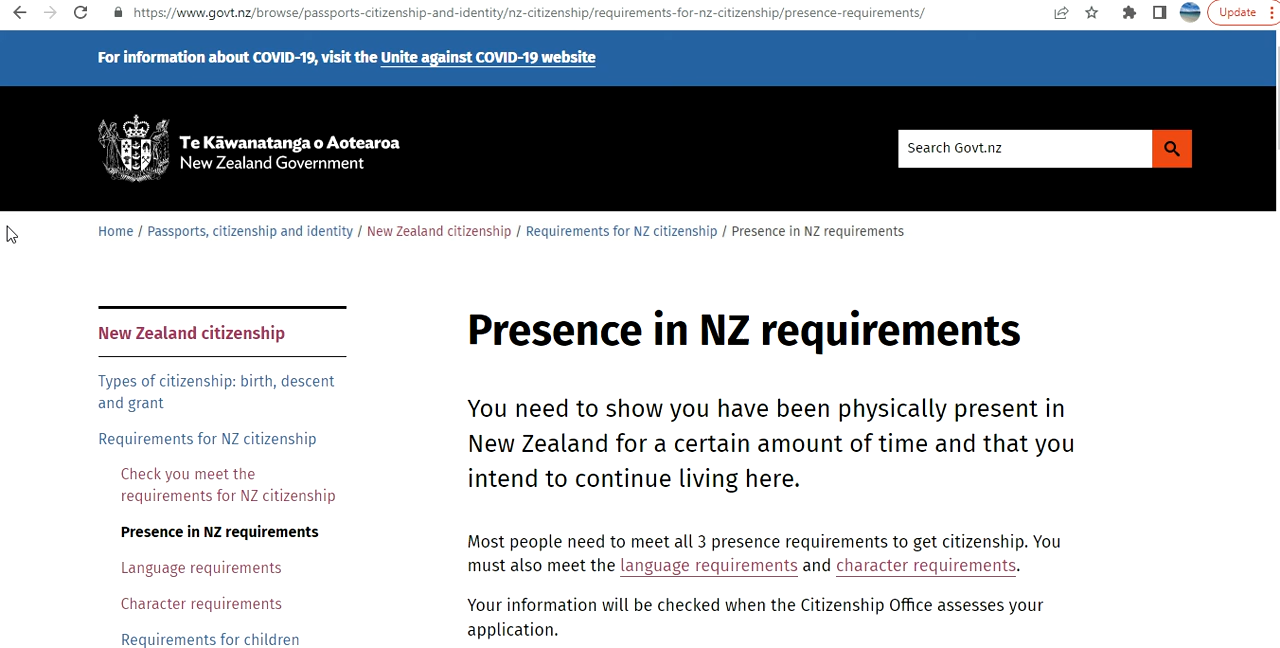 https://www.govt.nz/browse/passports-citizenship-and-identity/nz-citizenship/requirements-for-nz-citizenship/presence-requirements/
Update
For information about COVID-19, visit the Unite against COVID-19 website
Te Kāwanatanga o Aotearoa
New Zealand Government
Search Govt.nz
Home / Passports, citizenship and identity / New Zealand citizenship / Requirements for NZ citizenship / Presence in NZ requirements
New Zealand citizenship
Types of citizenship: birth, descent
and grant
Requirements for NZ citizenship
Check you meet the
requirements for NZ citizenship
Presence in NZ requirements
Language requirements
Character requirements
Requirements for children
Presence in NZ requirements
You need to show you have been physically present in
New Zealand for a certain amount of time and that you
intend to continue living here.
Most people need to meet all 3 presence requirements to get citizenship. You
must also meet the language requirements and character requirements.
Your information will be checked when the Citizenship Office assesses your
application.